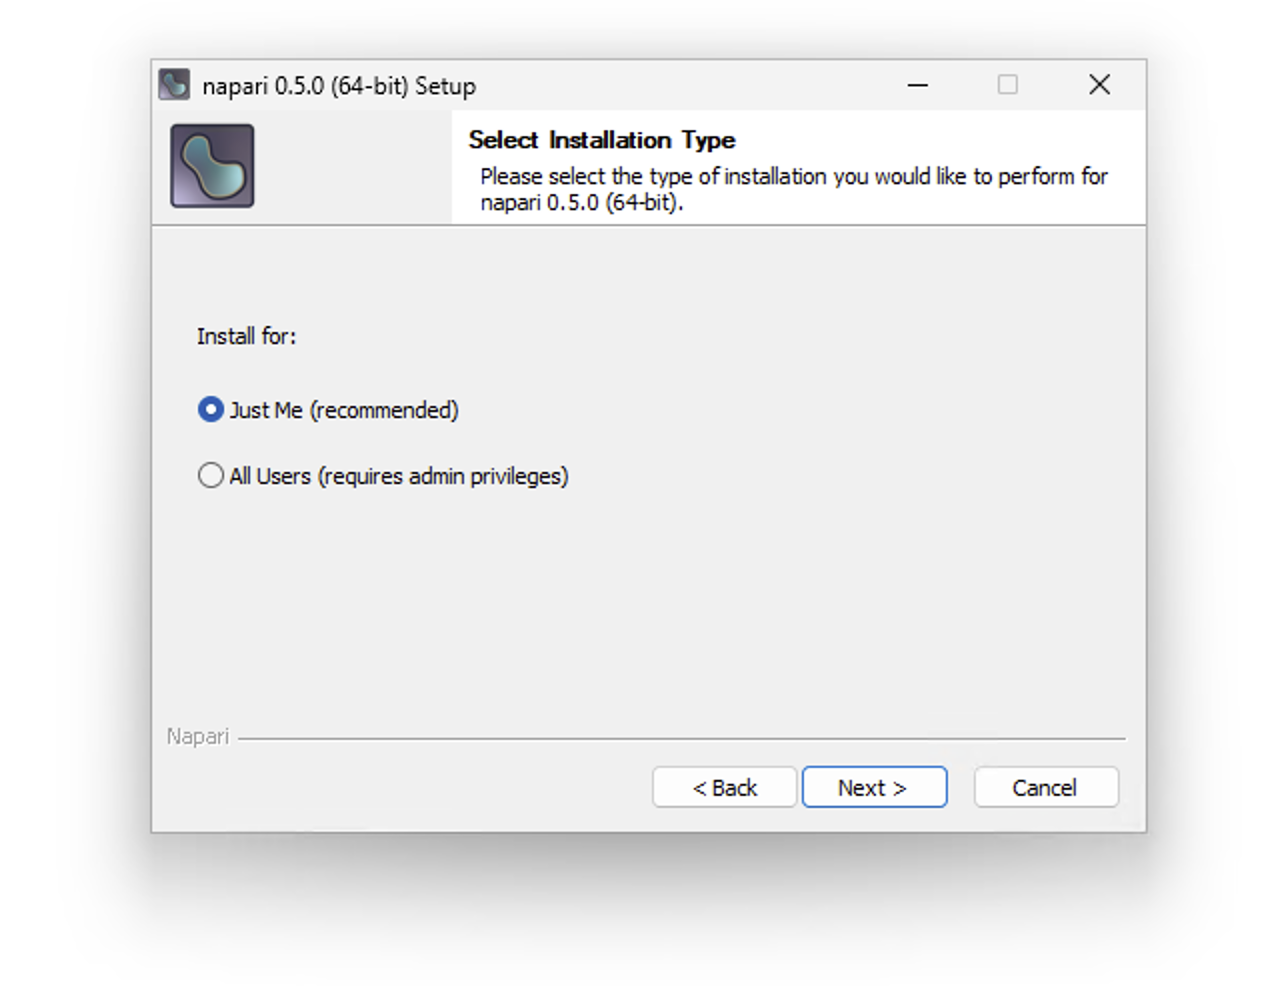 napari 0.5.0 (64-bit) Setup
Select Installation Type
Please select the type of installation you would like to perform for
napari 0.5.0 (64-bit).
Install for:
Just Me (recommended)
All Users (requires admin privileges)
Napari
< Back
Next >
Cancel